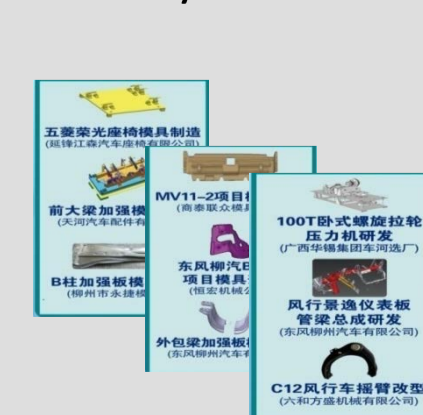 五菱荣光座椅模具制造
(延锋江森汽车座椅有限公司)
前大梁加强模
(天河汽车配件有
B柱加强板模
(柳州市永捷模
MV11-2项目
(商泰联众模
东风柳汽B
项目模具
(恒宏机械
外包梁加强板
(东风柳州汽车有
100T卧式螺旋拉轮
压力机研发
(广西华锡集团车河选厂)
风行景逸仪表板
管梁总成研发
(东风柳州汽车有限公司)
C12风行车摇臂改型
(六和方盛机械有限公司)